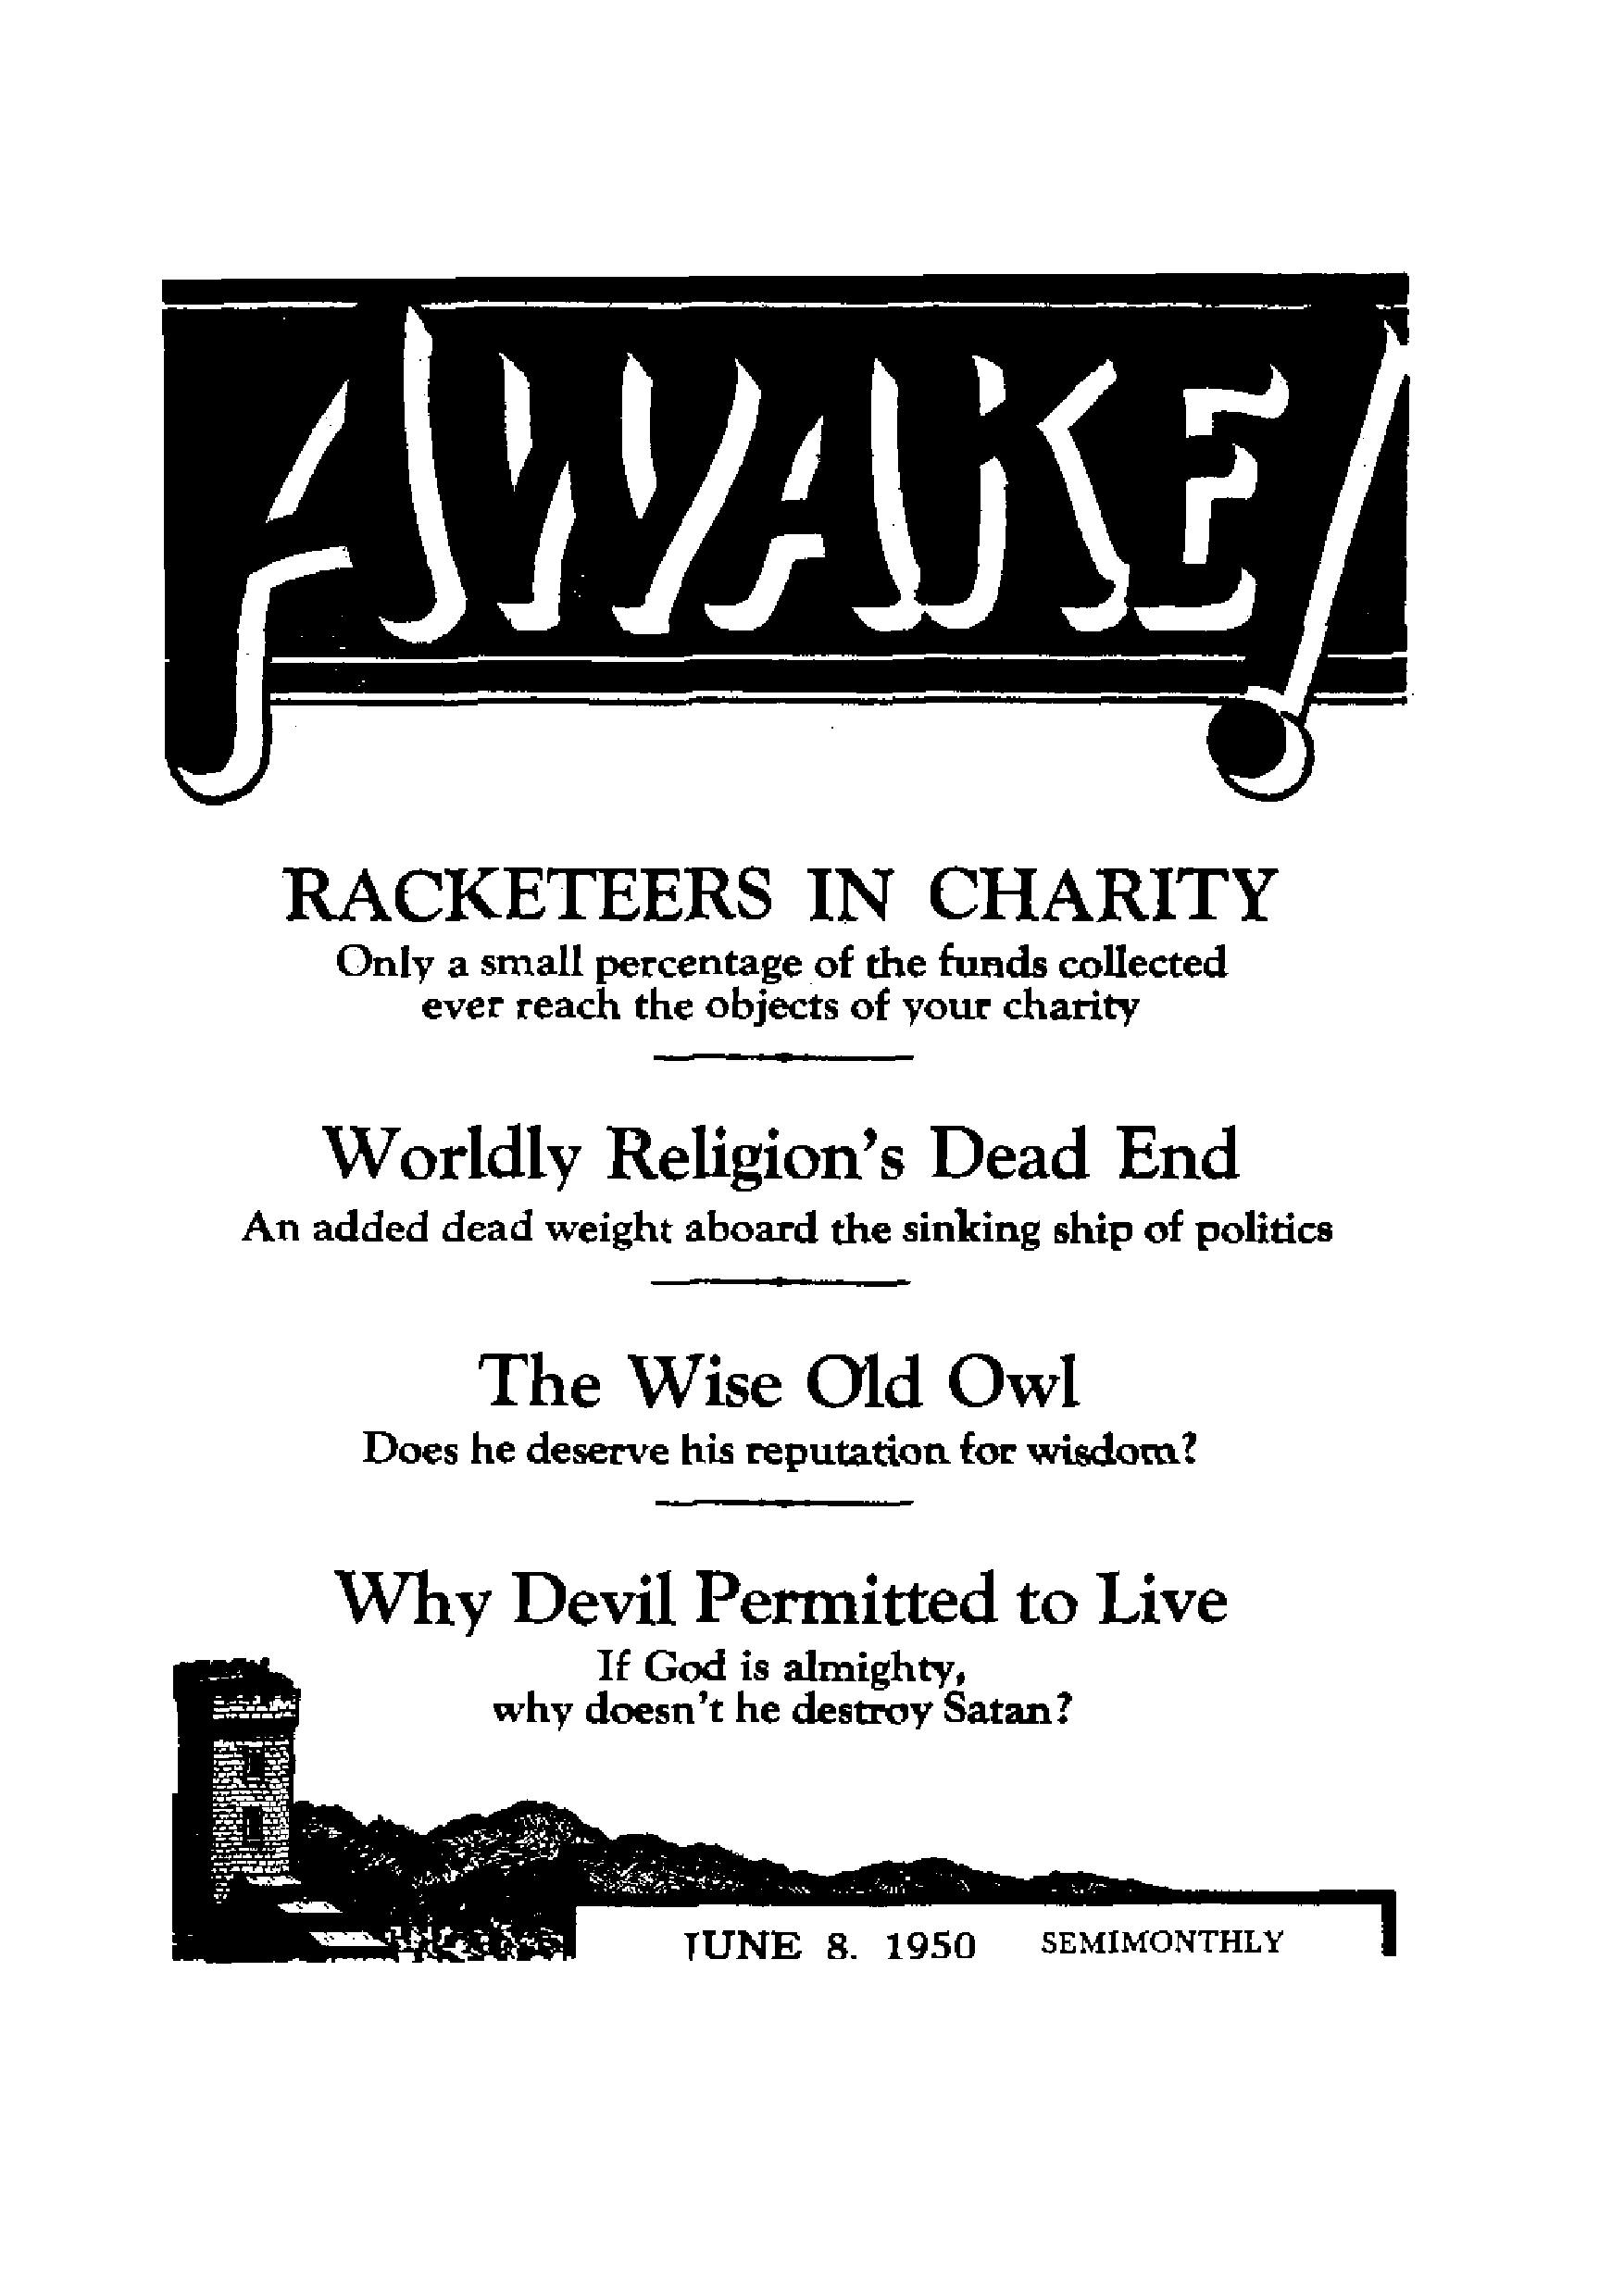 AWAKE!
RACKETEERS IN CHARITY
Only a small percentage of the funds collected
ever reach the objects of your charity
Worldly Religion's Dead End
An added dead weight aboard the sinking ship of politics
The Wise Old Owl
Does he deserve his reputation for wisdom?
Why Devil Permitted to Live
If God is almighty,
why doesn't he destroy Satan?
JUNE 8. 1950 SEMIMONTHLY